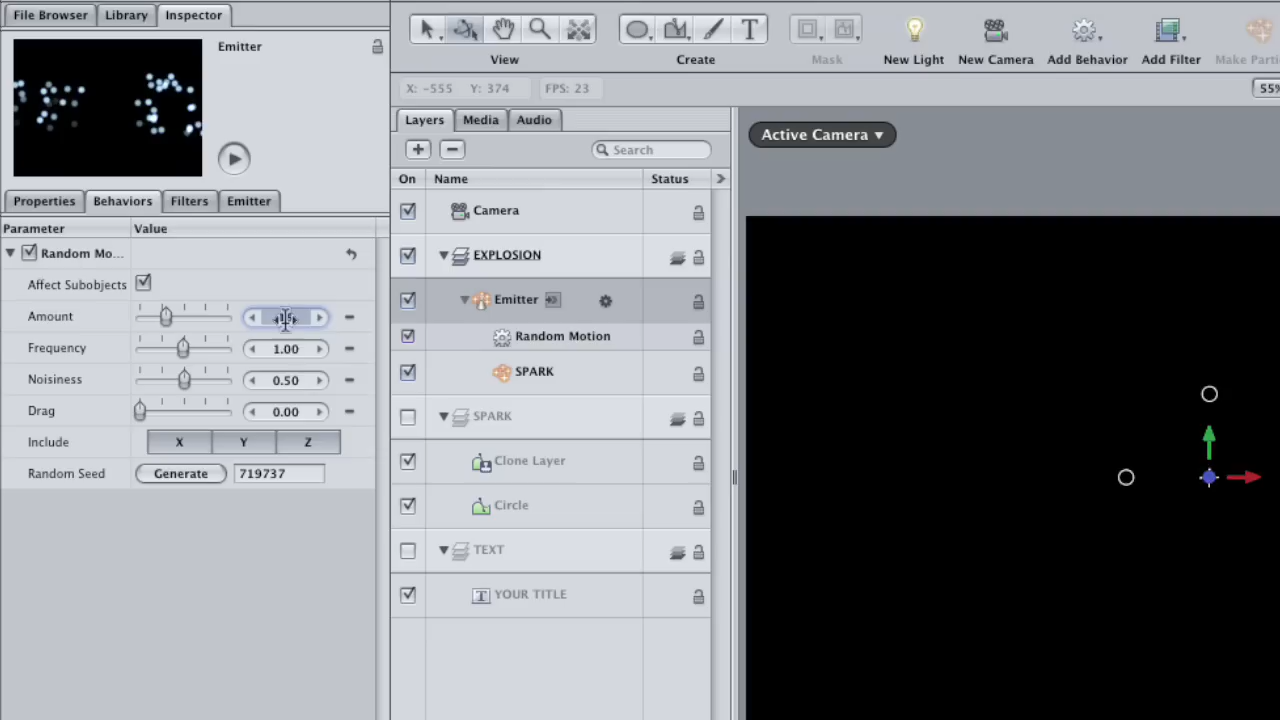 File Browser Library Inspector
Emitter
View Create Mask New Light New Camera Add Behavior Add Filter
X: -555 Y: 374 FPS: 23
55%
Layers Media Audio
Active Camera
Search
Properties Behaviors Filters Emitter
On Name Status
Parameter Value
Camera
Random Mo...
EXPLOSION
Affect Subobjects
Emitter
Amount
Random Motion
Frequency 1.00
SPARK
Noisiness 0.50
Drag 0.00
SPARK
Include X Y Z
Clone Layer
Random Seed Generate 719737
Circle
TEXT
T YOUR TITLE